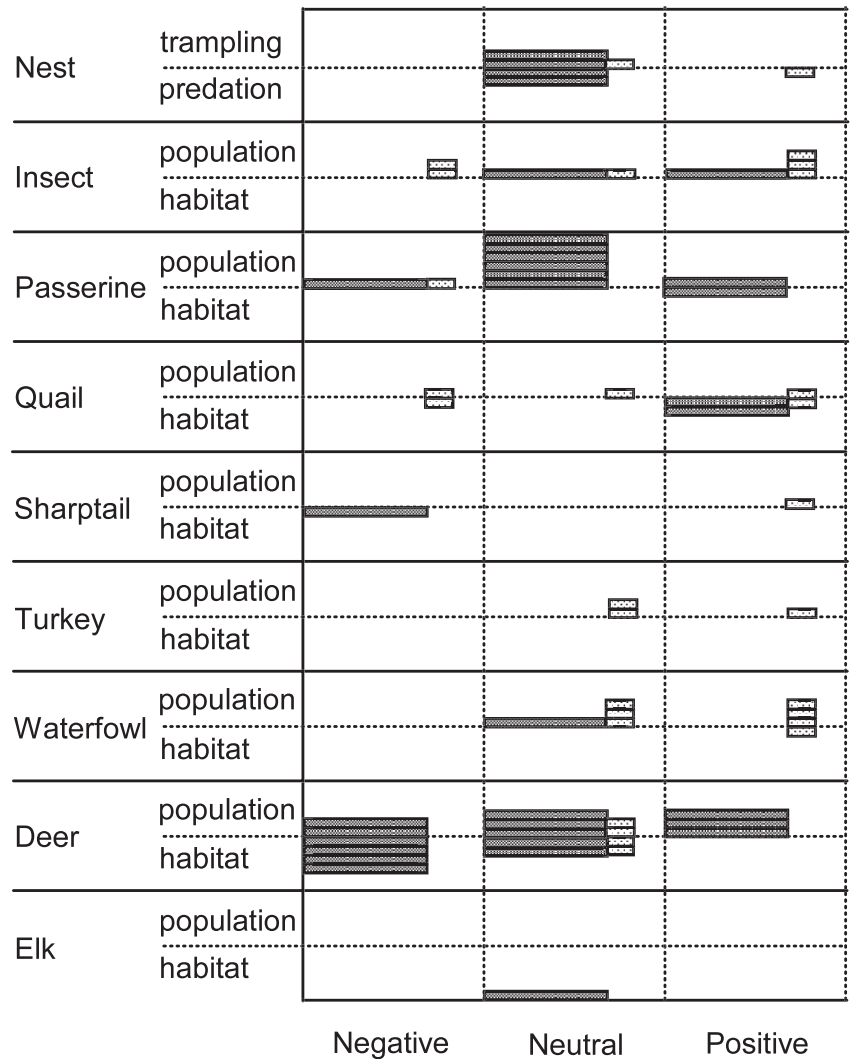 Nest
trampling
predation
Insect
population
habitat
Passerine
population
habitat
Quail
population
habitat
Sharptail
population
habitat
Turkey
population
habitat
Waterfowl
population
habitat
Deer
population
habitat
Elk
population
habitat
Negative Neutral Positive